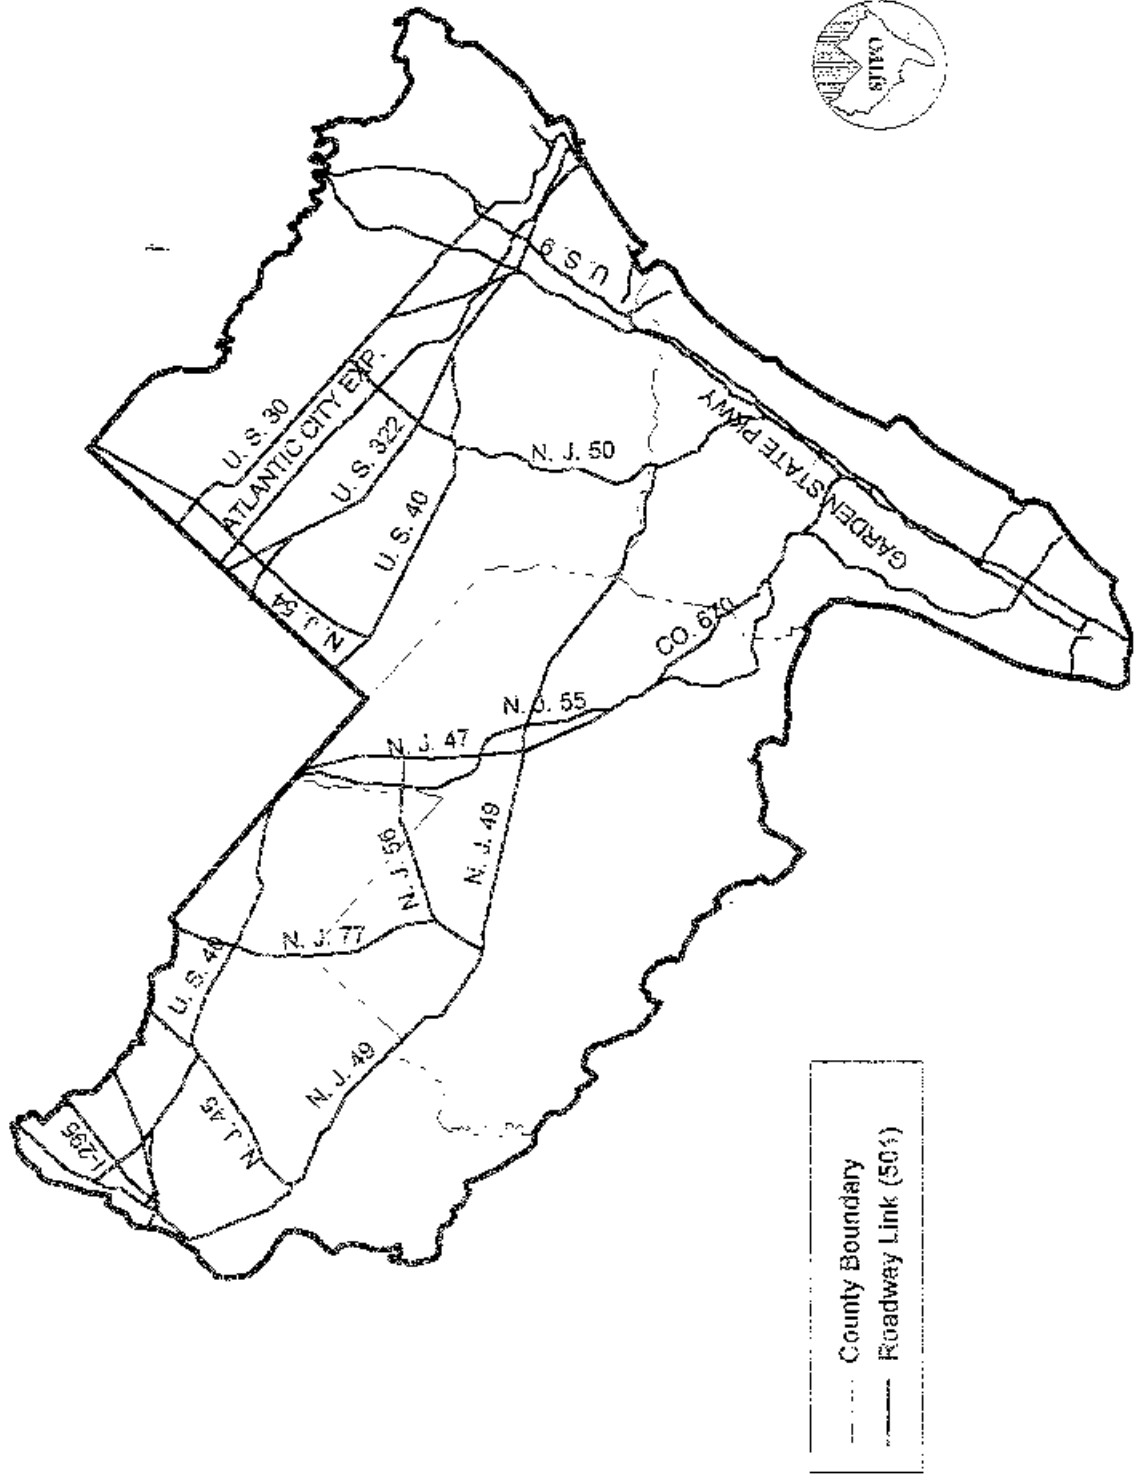 U. S. 30
ATLANTIC CITY EXP.
U. S. 322
U. S. 40
N. J. 54
U. S. 9
N. J. 50
GARDEN STATE PKWY
CO. 670
N. J. 55
N. J. 47
N. J. 56
N. J. 49
N. J. 77
U. S. 40
N. J. 49
N. J. 45
I-295
County Boundary
Roadway Link (501)